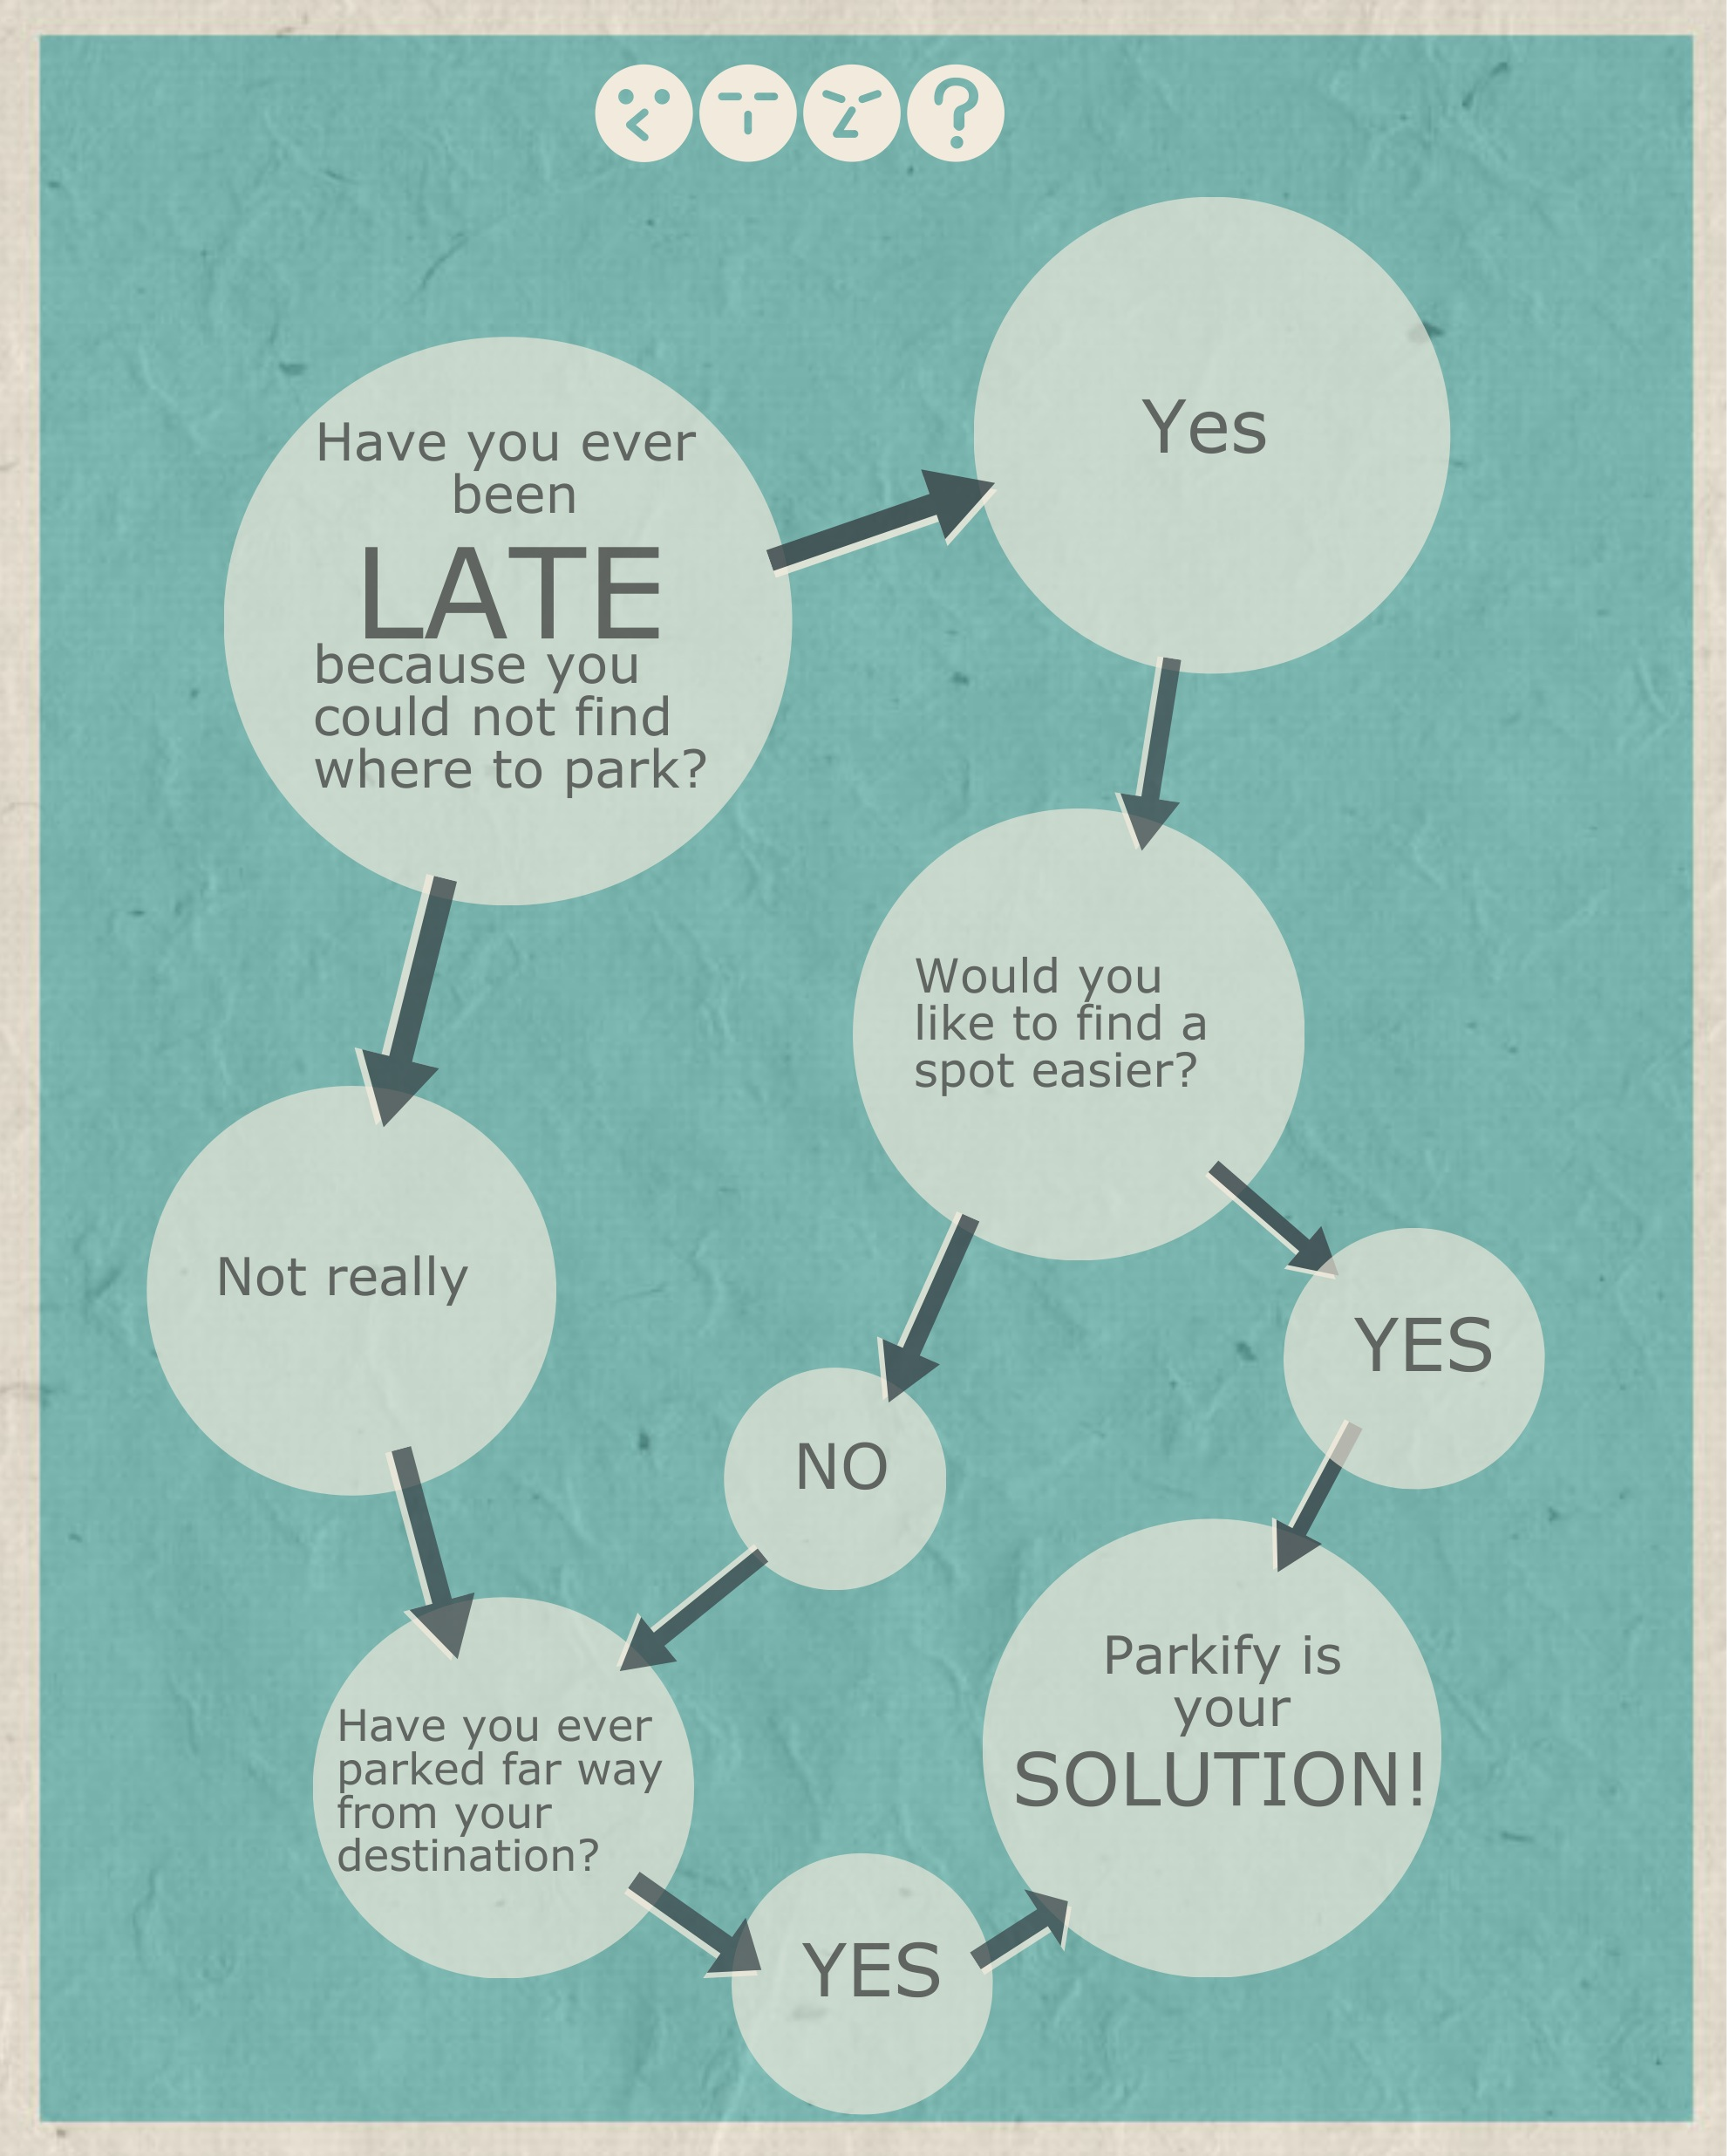 ?
Have you ever
been
LATE
because you
could not find
where to park?
Yes
Would you
like to find a
spot easier?
Not really
YES
NO
Have you ever
parked far way
from your
destination?
Parkify is
your
SOLUTION!
YES